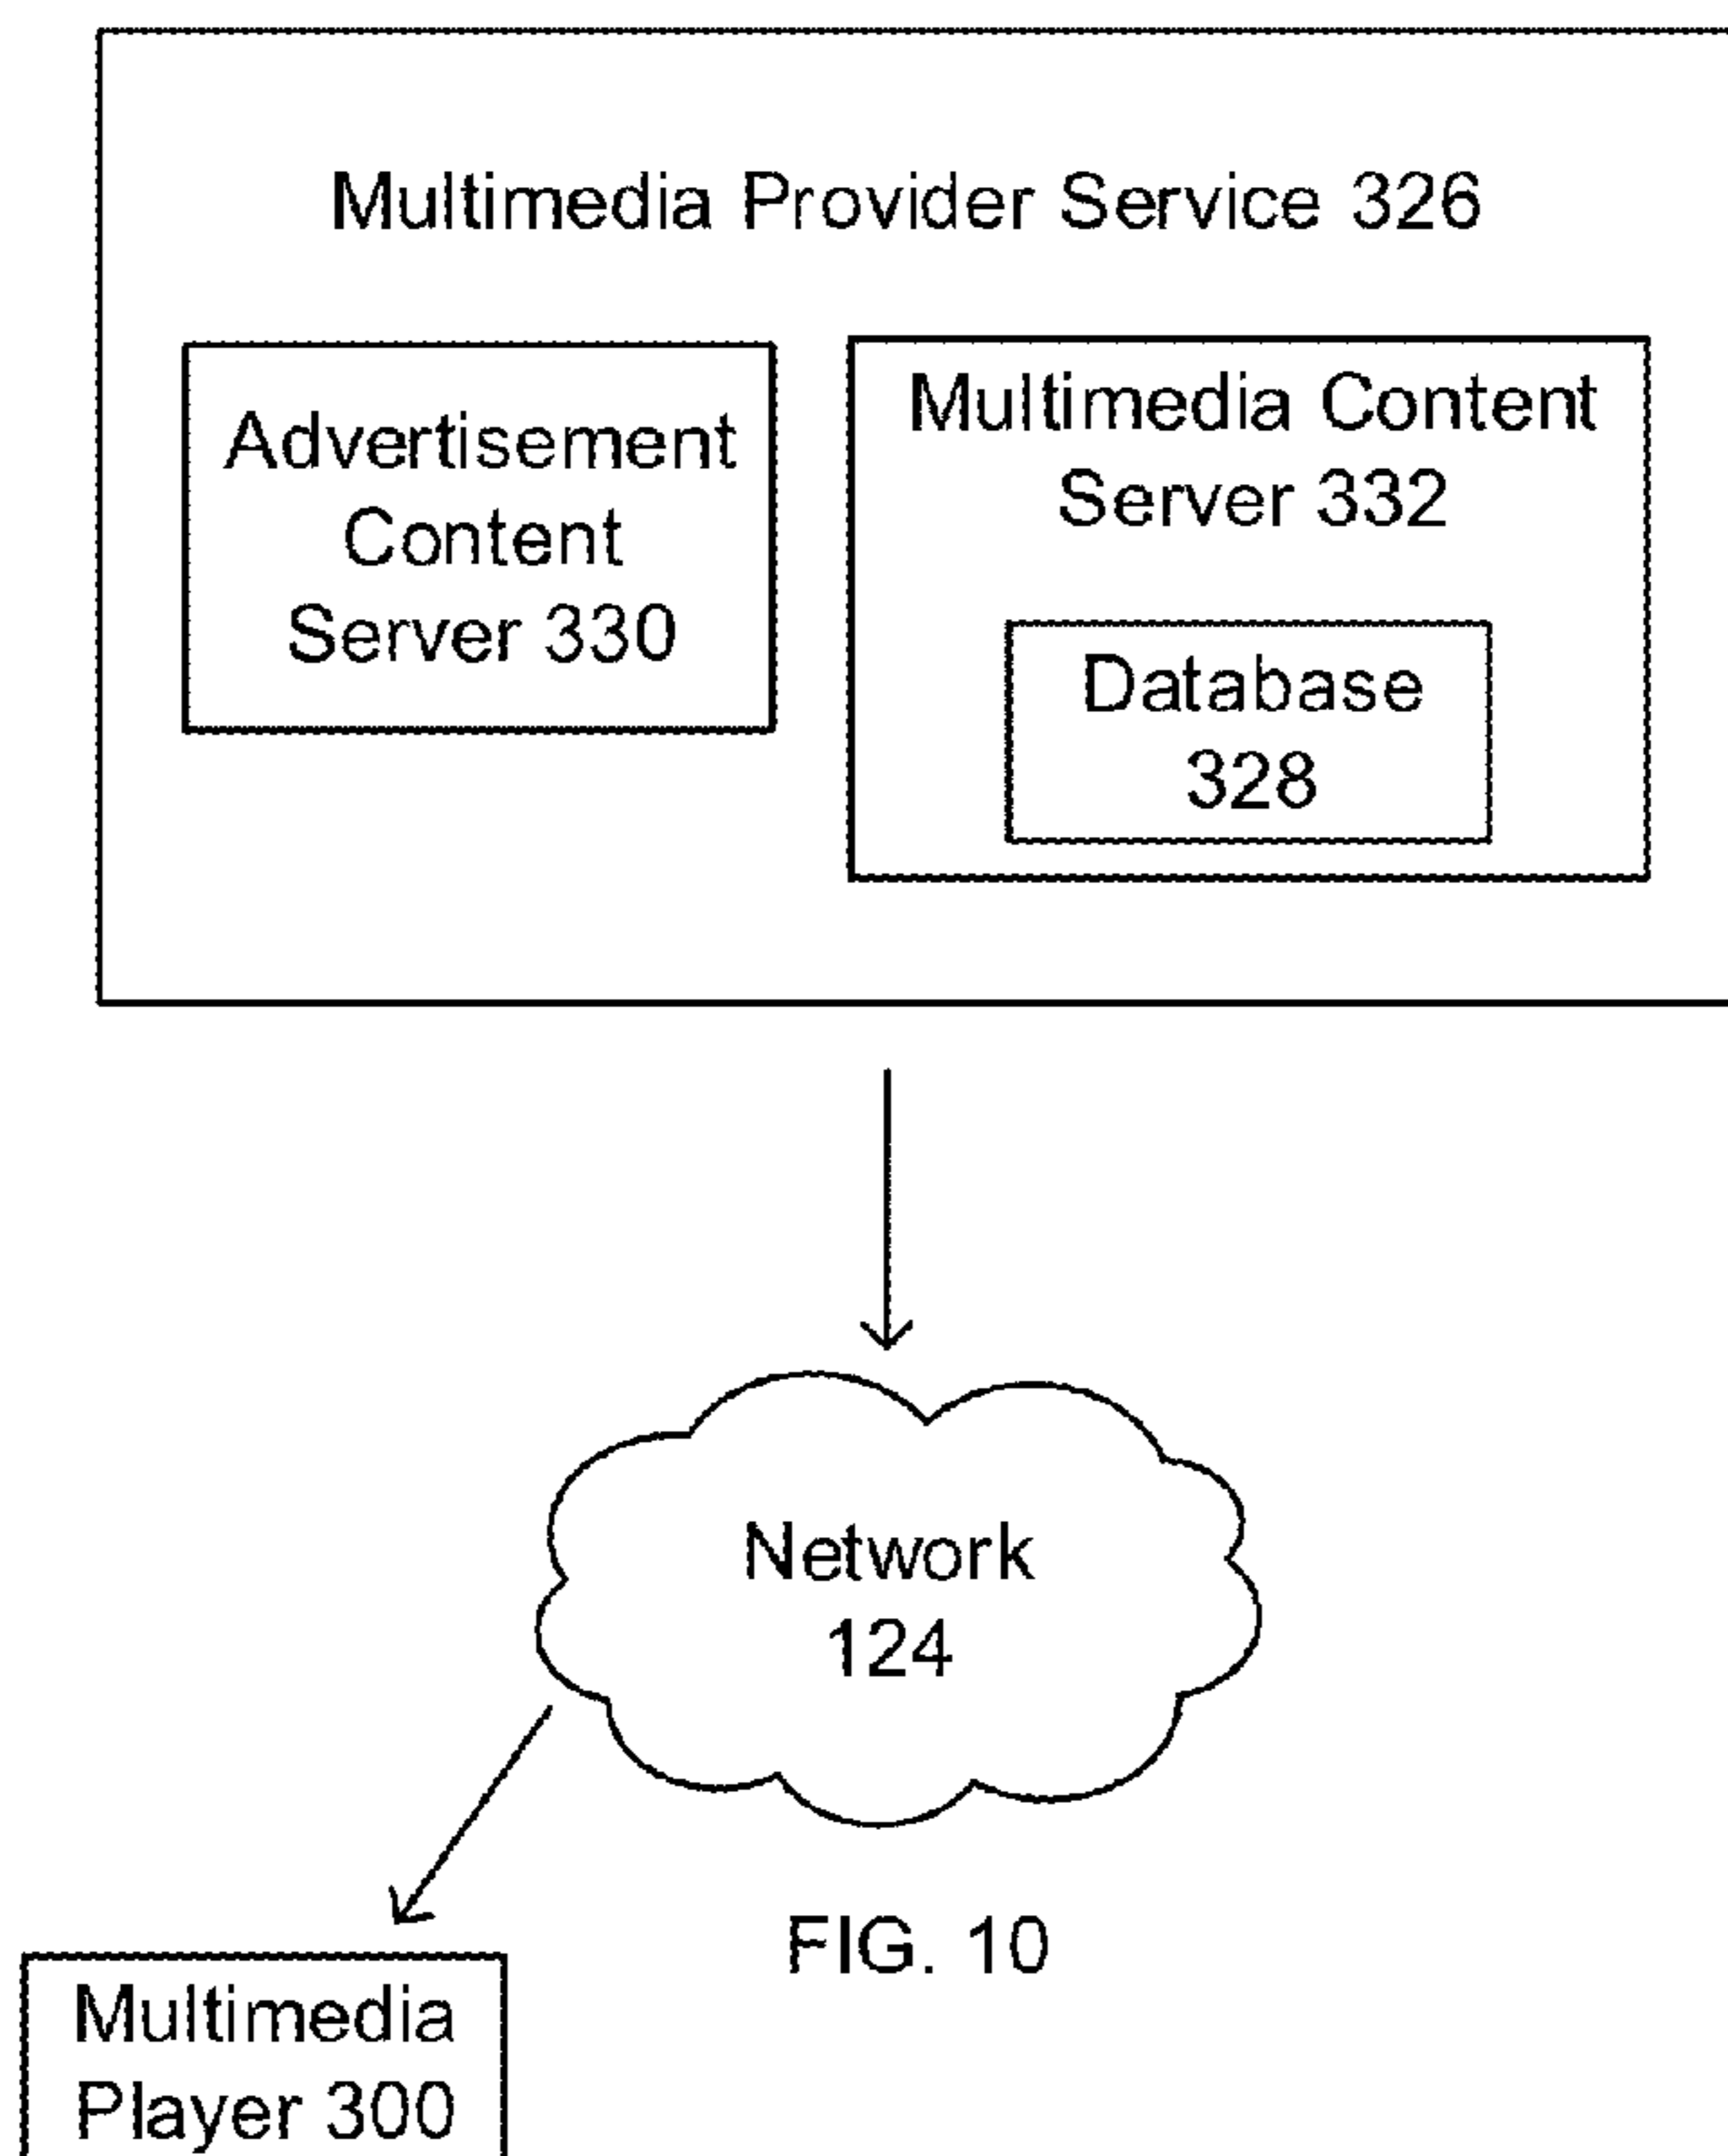 Multimedia Provider Service 326
Advertisement
Content
Server 330
Multimedia Content
Server 332
Database
328
Network
124
FIG. 10
Multimedia
Player 300